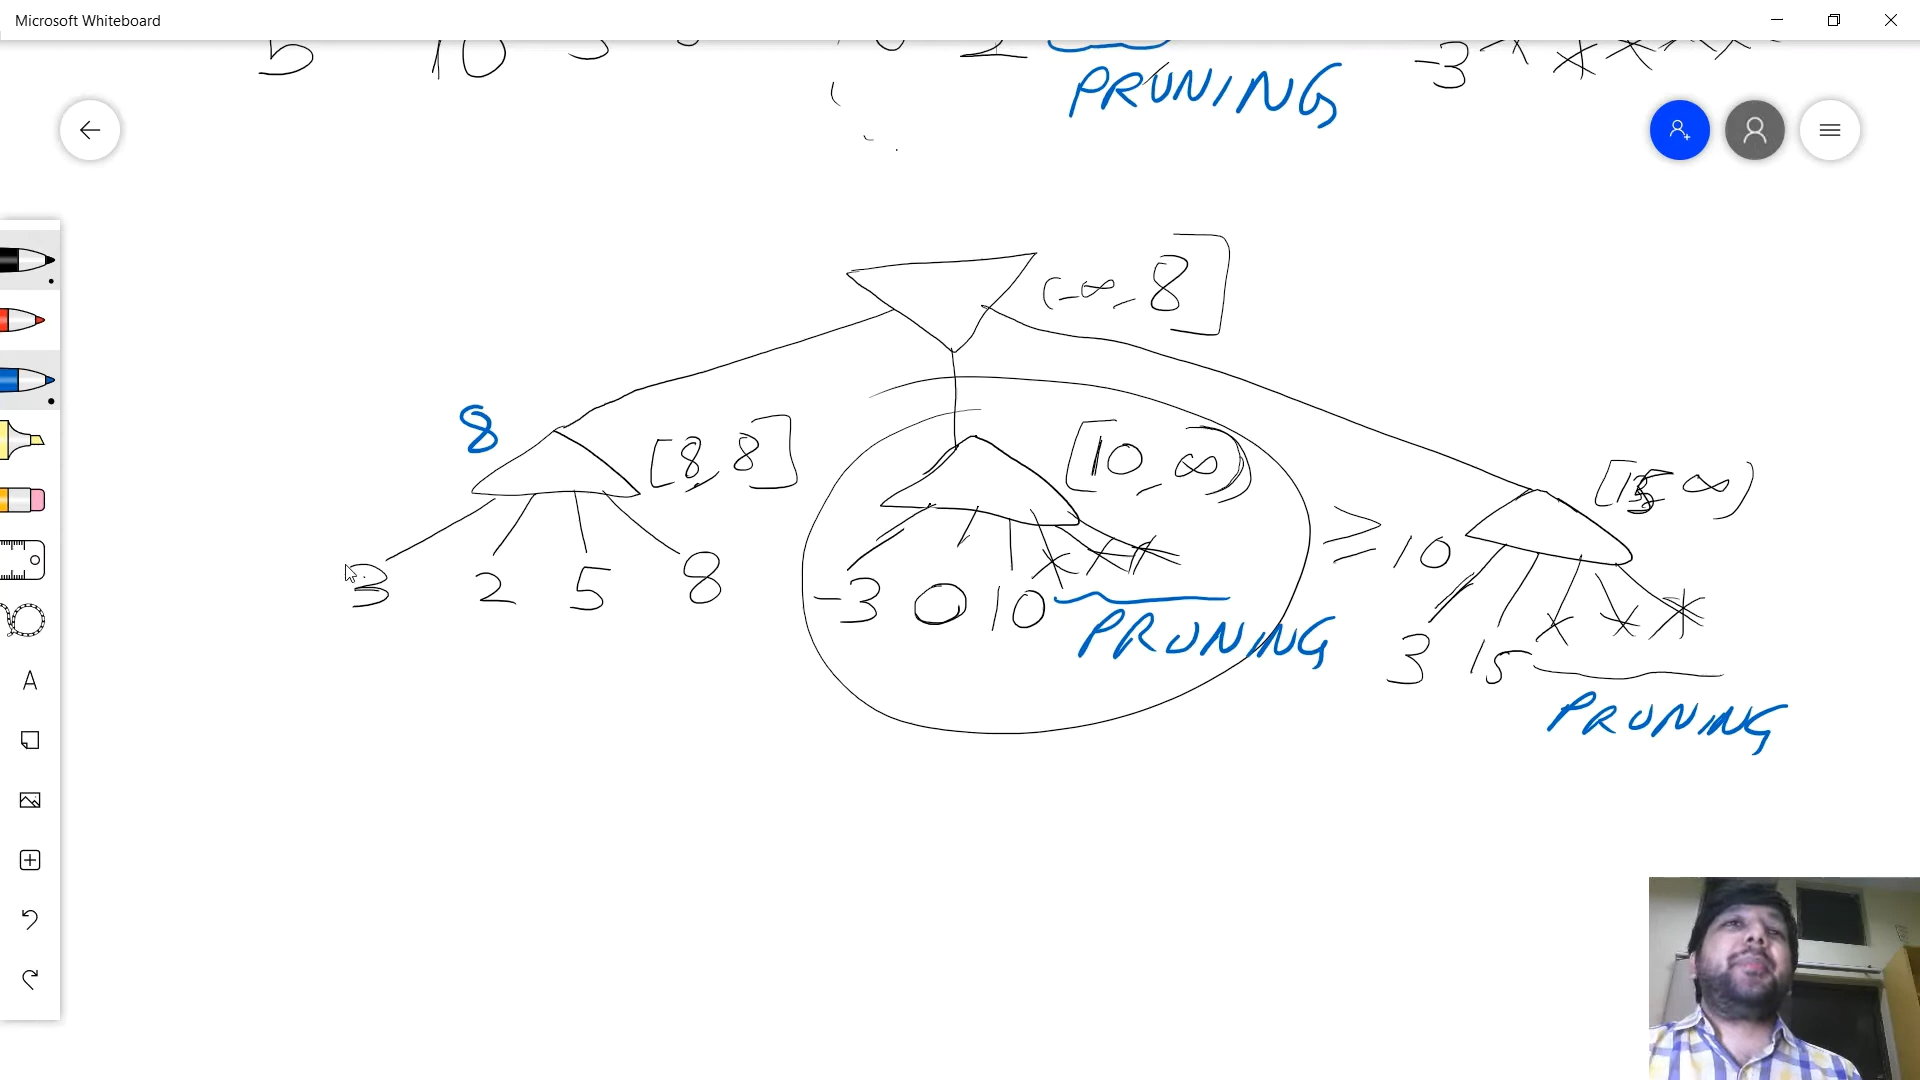 Microsoft Whiteboard
5 10 2
-3
PRUNING
(-∞, 8]
8
[8, 8]
[10, ∞)
[15 ∞)
3 2 5 8
-3 0 10
≥ 10
PRUNING
3 15
PRUNING
A